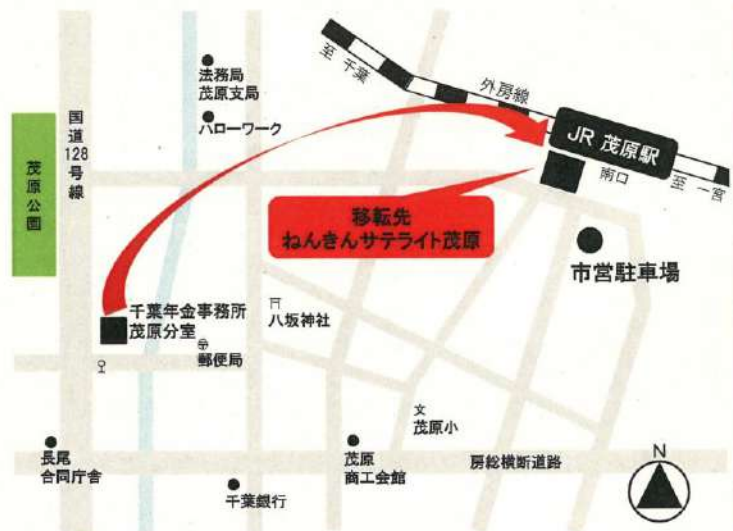 至 千葉
外房線
JR 茂原駅
南口
至 一宮
法務局
茂原支局
ハローワーク
国道128号線
茂原公園
移転先
ねんきんサテライト茂原
市営駐車場
千葉年金事務所
茂原分室
八坂神社
〒
郵便局
文
茂原小
長尾
合同庁舎
茂原
商工会館
房総横断道路
千葉銀行
N